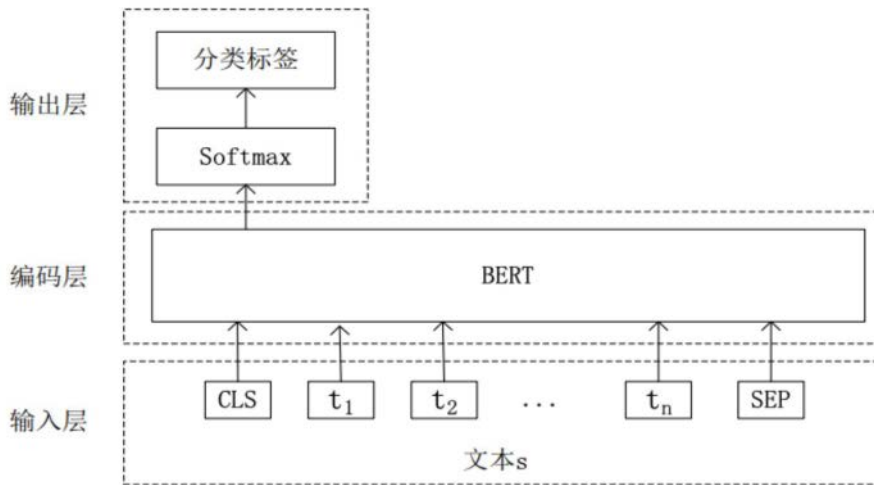 分类标签
输出层
Softmax
编码层
BERT
CLS t₁ t₂ ... tₙ SEP
输入层
文本s